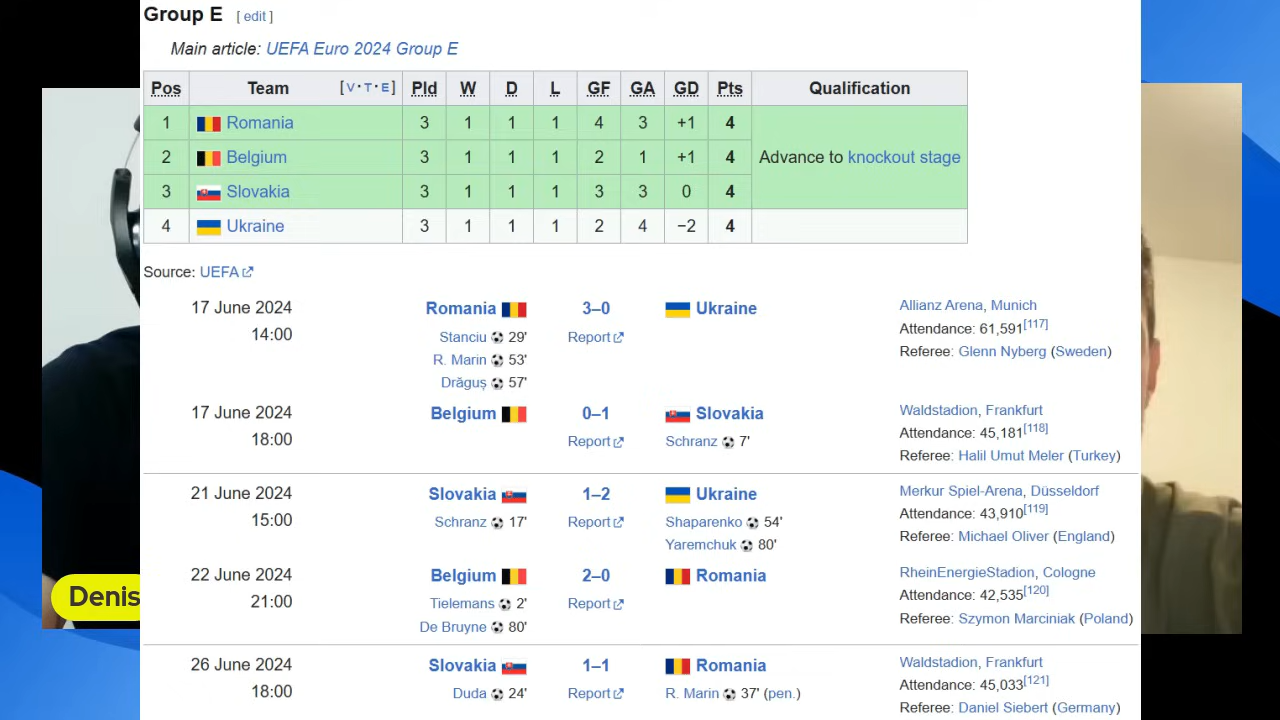 Group E [ edit ]
Main article: UEFA Euro 2024 Group E
Pos Team [V·T·E] Pld W D L GF GA GD Pts Qualification
1 Romania 3 1 1 1 4 3 +1 4
2 Belgium 3 1 1 1 2 1 +1 4 Advance to knockout stage
3 Slovakia 3 1 1 1 3 3 0 4
4 Ukraine 3 1 1 1 2 4 −2 4
Source: UEFA
17 June 2024 Romania 3–0 Ukraine Allianz Arena, Munich
14:00 Stanciu 29' Report Attendance: 61,591[117]
R. Marin 53' Referee: Glenn Nyberg (Sweden)
Drăguș 57'
17 June 2024 Belgium 0–1 Slovakia Waldstadion, Frankfurt
18:00 Report Schranz 7' Attendance: 45,181[118]
Referee: Halil Umut Meler (Turkey)
21 June 2024 Slovakia 1–2 Ukraine Merkur Spiel-Arena, Düsseldorf
15:00 Schranz 17' Report Shaparenko 54' Attendance: 43,910[119]
Yaremchuk 80' Referee: Michael Oliver (England)
22 June 2024 Belgium 2–0 Romania RheinEnergieStadion, Cologne
21:00 Tielemans 2' Report Attendance: 42,535[120]
De Bruyne 80' Referee: Szymon Marciniak (Poland)
Denis
26 June 2024 Slovakia 1–1 Romania Waldstadion, Frankfurt
18:00 Duda 24' Report R. Marin 37' (pen.) Attendance: 45,033[121]
Referee: Daniel Siebert (Germany)